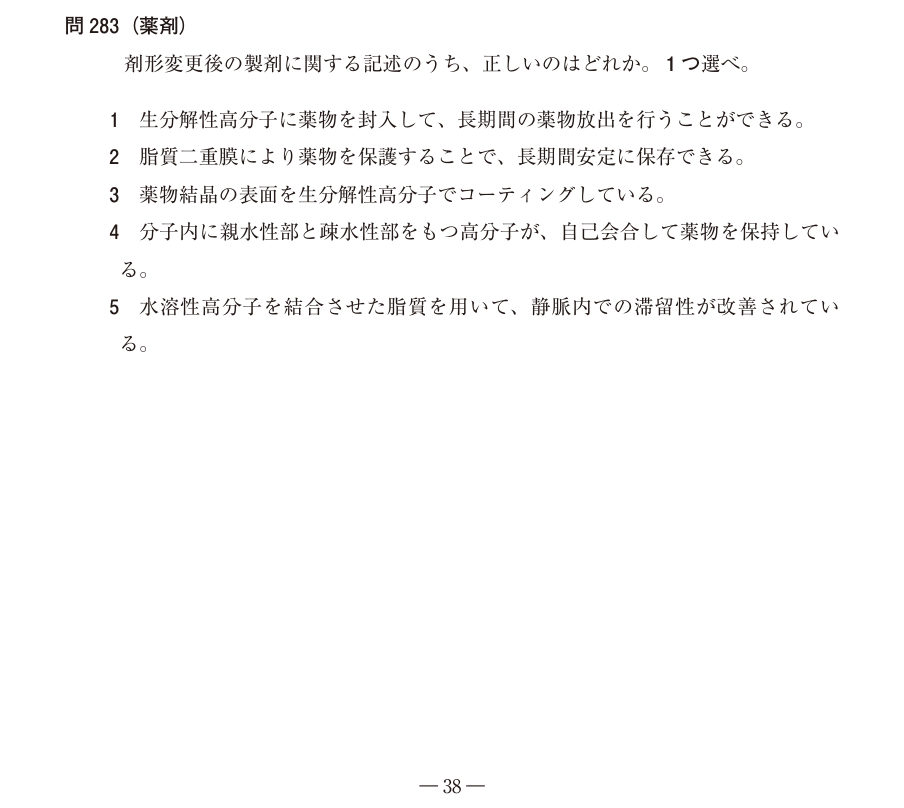 問 283（薬剤）
剤形変更後の製剤に関する記述のうち、正しいのはどれか。1つ選べ。
1 生分解性高分子に薬物を封入して、長期間の薬物放出を行うことができる。
2 脂質二重膜により薬物を保護することで、長期間安定に保存できる。
3 薬物結晶の表面を生分解性高分子でコーティングしている。
4 分子内に親水性部と疎水性部をもつ高分子が、自己会合して薬物を保持してい
る。
5 水溶性高分子を結合させた脂質を用いて、静脈内での滞留性が改善されてい
る。
― 38 ―